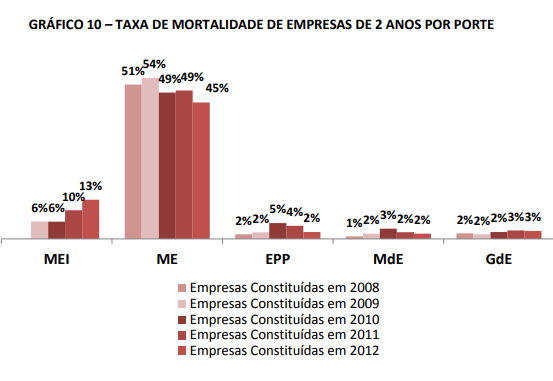 GRÁFICO 10 – TAXA DE MORTALIDADE DE EMPRESAS DE 2 ANOS POR PORTE
51% 54% 49% 49% 45%
6% 6% 10% 13%
2% 2% 5% 4% 2%
1% 2% 3% 2% 2%
2% 2% 2% 3% 3%
MEI ME EPP MdE GdE
Empresas Constituídas em 2008
Empresas Constituídas em 2009
Empresas Constituídas em 2010
Empresas Constituídas em 2011
Empresas Constituídas em 2012